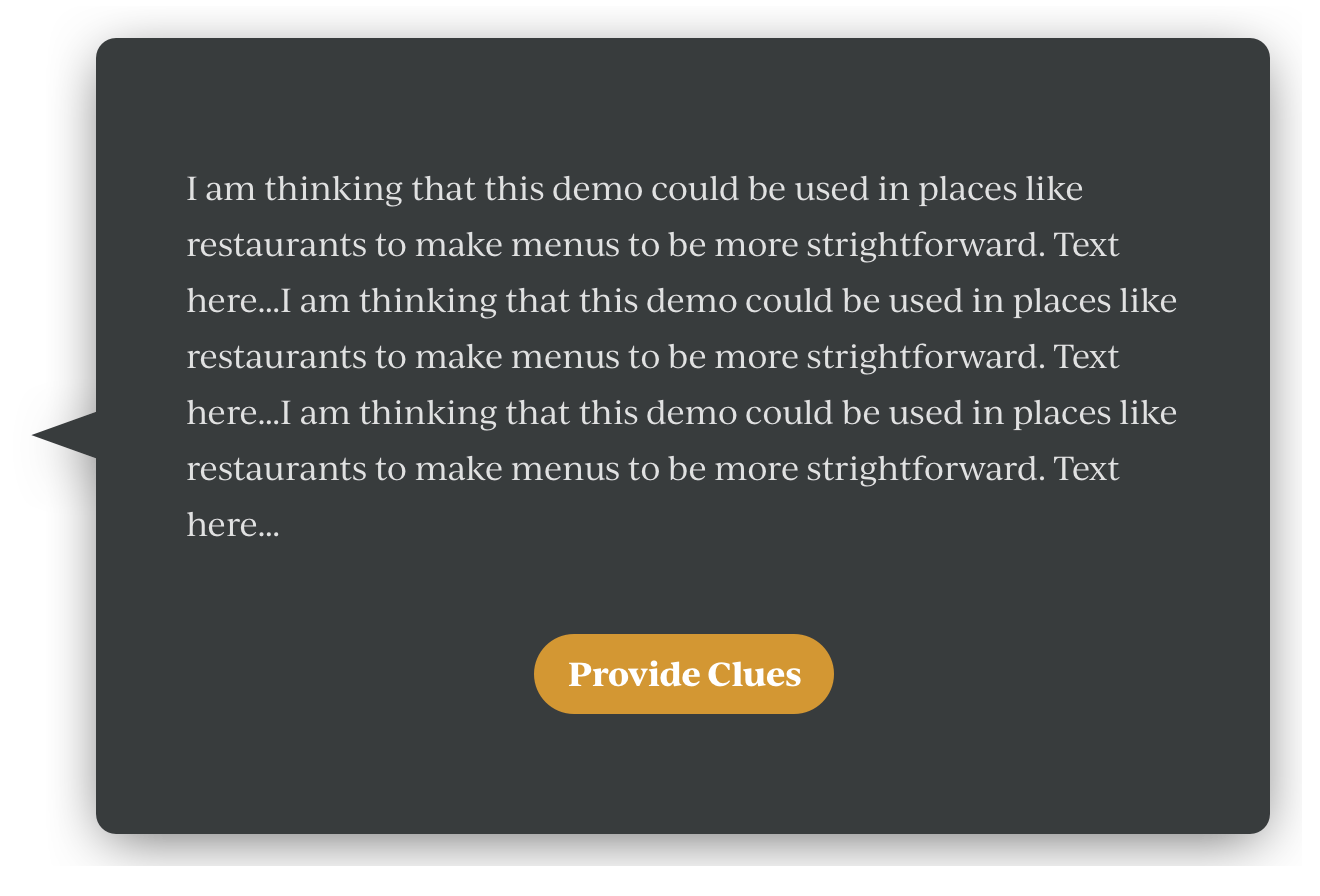 I am thinking that this demo could be used in places like
restaurants to make menus to be more strightforward. Text
here...I am thinking that this demo could be used in places like
restaurants to make menus to be more strightforward. Text
here...I am thinking that this demo could be used in places like
restaurants to make menus to be more strightforward. Text
here...
Provide Clues